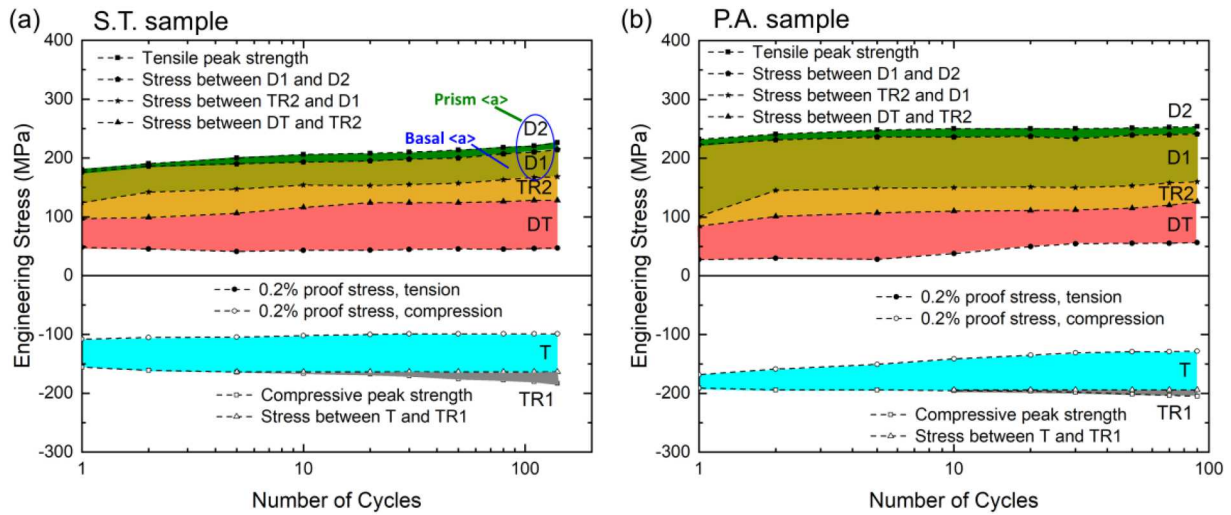 (a) S.T. sample
400
300
200
100
0
-100
-200
-300
Engineering Stress (MPa)
Tensile peak strength
Stress between D1 and D2
Stress between TR2 and D1
Stress between DT and TR2
Prism <a>
Basal <a>
D2
D1
TR2
DT
0.2% proof stress, tension
0.2% proof stress, compression
T
TR1
Compressive peak strength
Stress between T and TR1
1 10 100
Number of Cycles
(b) P.A. sample
400
300
200
100
0
-100
-200
-300
Engineering Stress (MPa)
Tensile peak strength
Stress between D1 and D2
Stress between TR2 and D1
Stress between DT and TR2
D2
D1
TR2
DT
0.2% proof stress, tension
0.2% proof stress, compression
T
TR1
Compressive peak strength
Stress between T and TR1
1 10 100
Number of Cycles